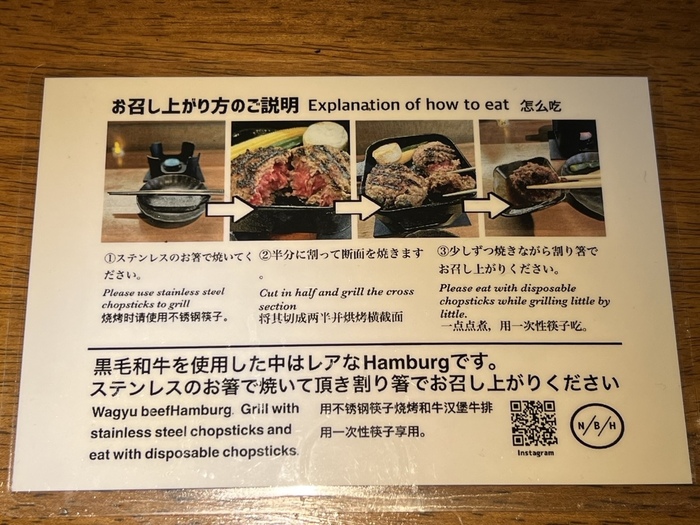 お召し上がり方のご説明 Explanation of how to eat 怎么吃
①ステンレスのお箸で焼いてく
ださい。
Please use stainless steel
chopsticks to grill
烧烤时请使用不锈钢筷子。
②半分に割って断面を焼きます
。
Cut in half and grill the cross
section
将其切成两半并烘烤横截面
③少しずつ焼きながら割り箸で
お召し上がりください。
Please eat with disposable
chopsticks while grilling little by
little.
一点点煮，用一次性筷子吃。
黒毛和牛を使用した中はレアなHamburgです。
ステンレスのお箸で焼いて頂き割り箸でお召し上がりください
Wagyu beefHamburg. Grill with
stainless steel chopsticks and
eat with disposable chopsticks.
用不锈钢筷子烧烤和牛汉堡牛排
用一次性筷子享用。
Instagram
N/B/H